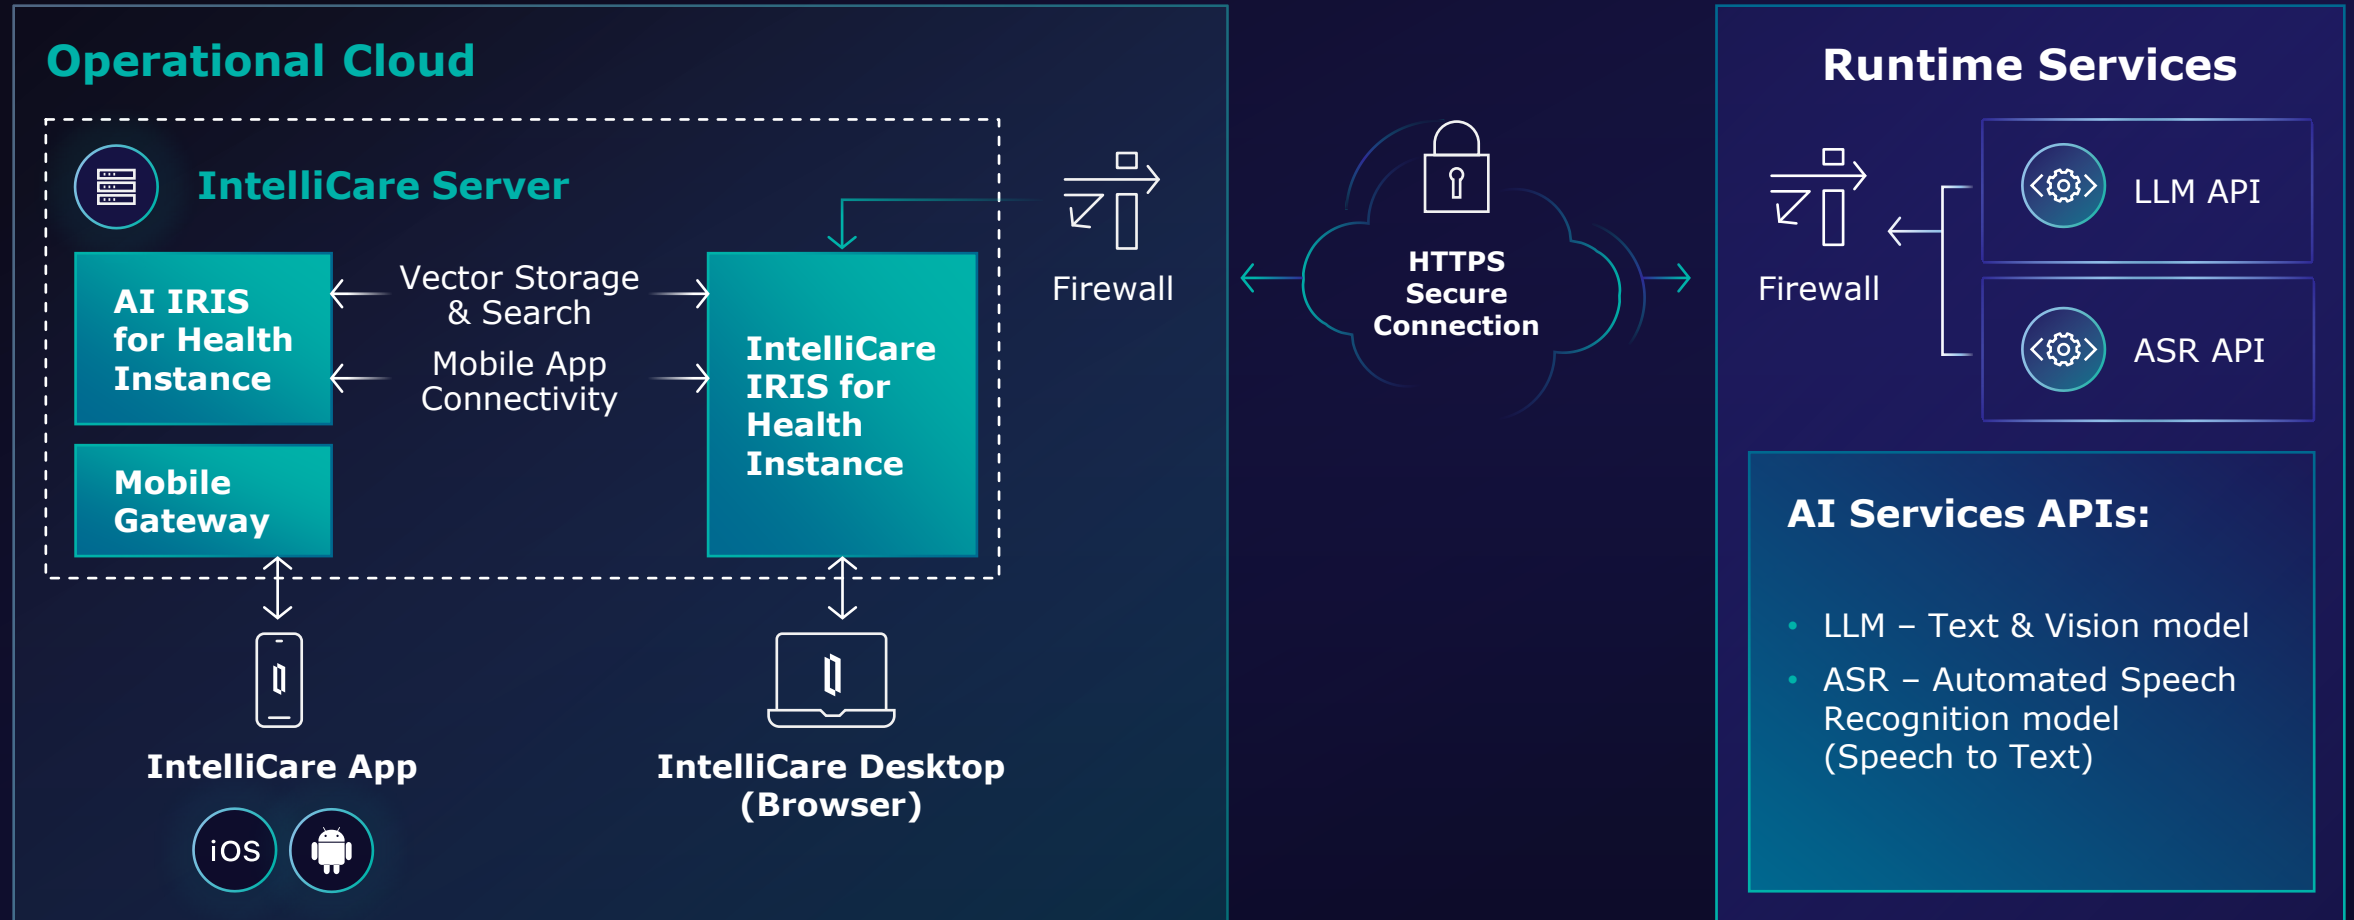 Operational Cloud
IntelliCare Server
AI IRIS
for Health
Instance
Vector Storage
& Search
Mobile App
Connectivity
IntelliCare
IRIS for
Health
Instance
Mobile
Gateway
IntelliCare App
iOS
IntelliCare Desktop
(Browser)
Firewall
HTTPS
Secure
Connection
Runtime Services
Firewall
LLM API
ASR API
AI Services APIs:
• LLM – Text & Vision model
• ASR – Automated Speech
Recognition model
(Speech to Text)